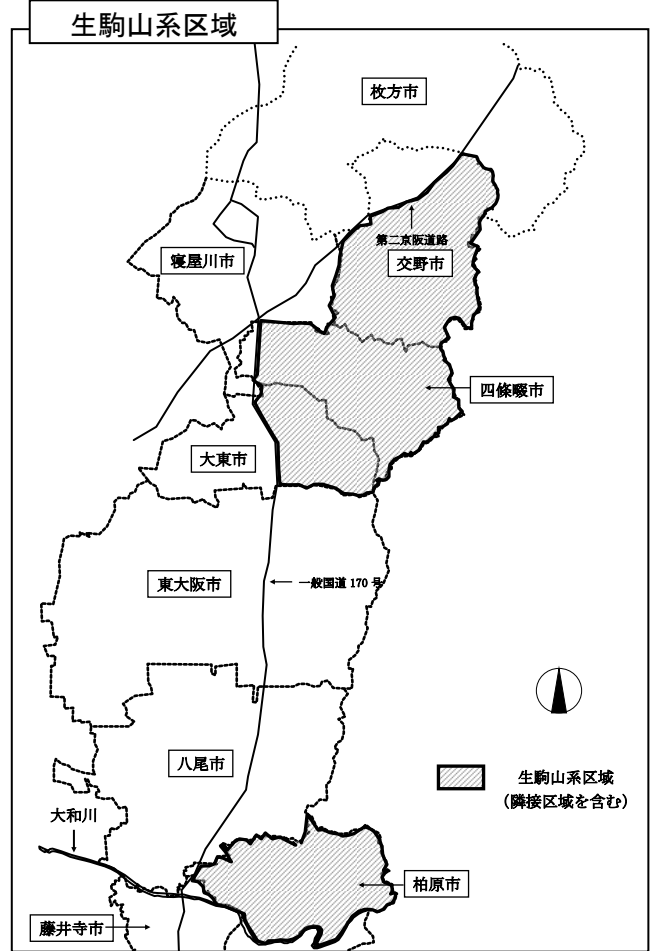 生駒山系区域
枚方市
第二京阪道路
寝屋川市
交野市
四條畷市
大東市
東大阪市
一般国道 170 号
八尾市
生駒山系区域
(隣接区域を含む)
大和川
柏原市
藤井寺市